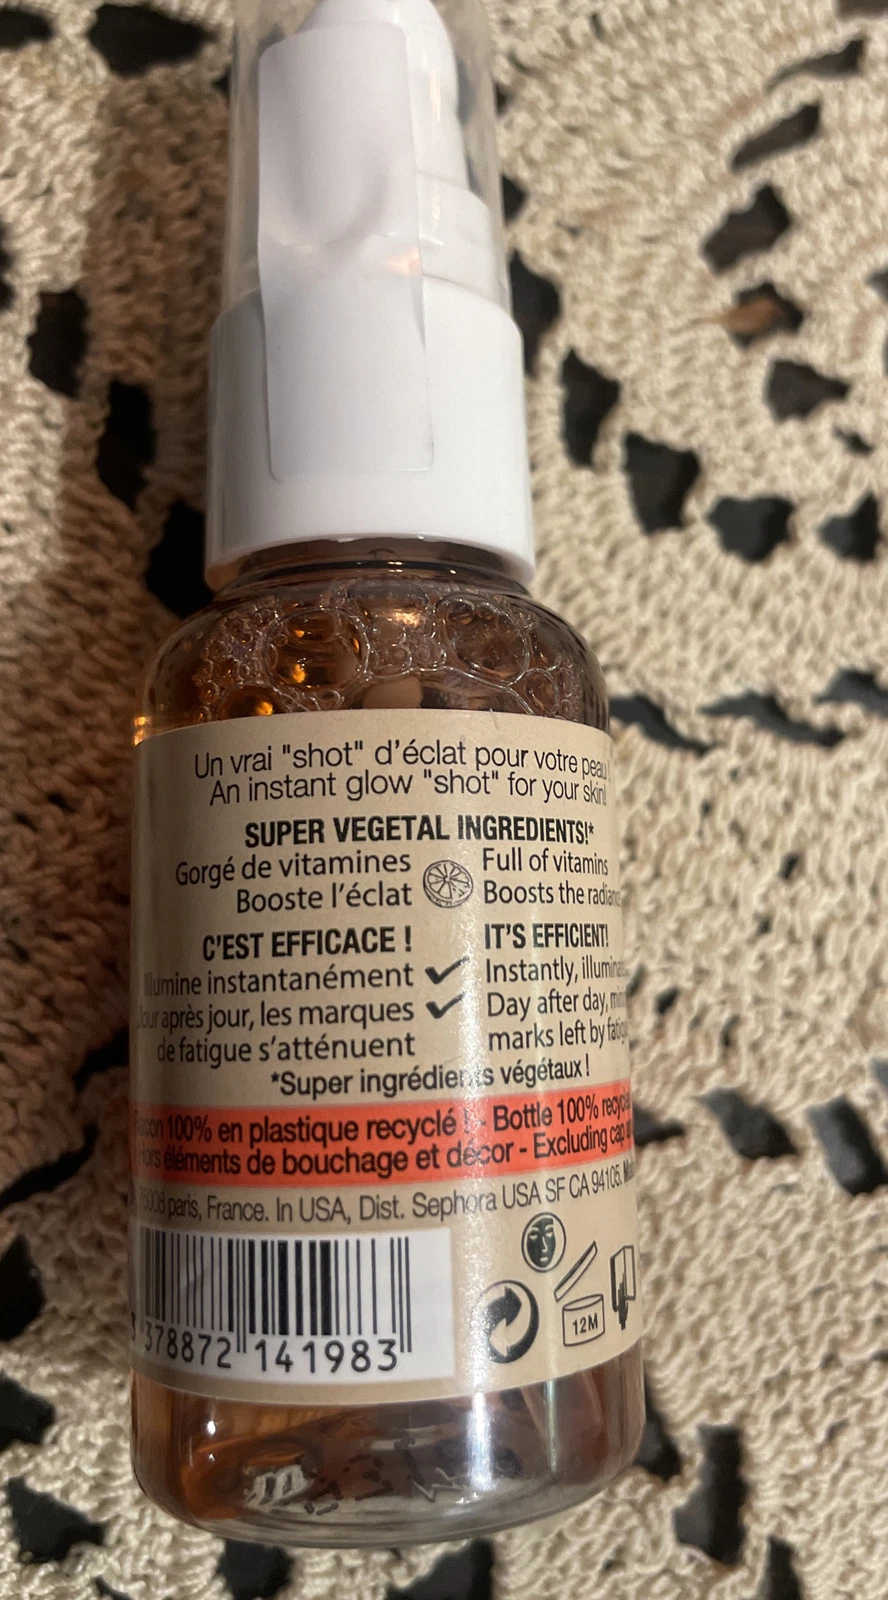 Un vrai "shot" d'éclat pour votre peau
An instant glow "shot" for your skin!
SUPER VEGETAL INGREDIENTS!*
Gorgé de vitamines
Booste l'éclat
Full of vitamins
Boosts the
C'EST EFFICACE !
Illumine instantanément
Jour après jour, les marques
de fatigue s'atténuent
IT'S EFFICIENT!
Instantly,
Day after day,
marks left by
*Super ingrédients végétaux !
100% en plastique recyclé ! - Bottle 100%
Hors éléments de bouchage et décor - Excluding cap
paris, France. In USA, Dist. Sephora USA SF CA 94105.
378872 141983
12M